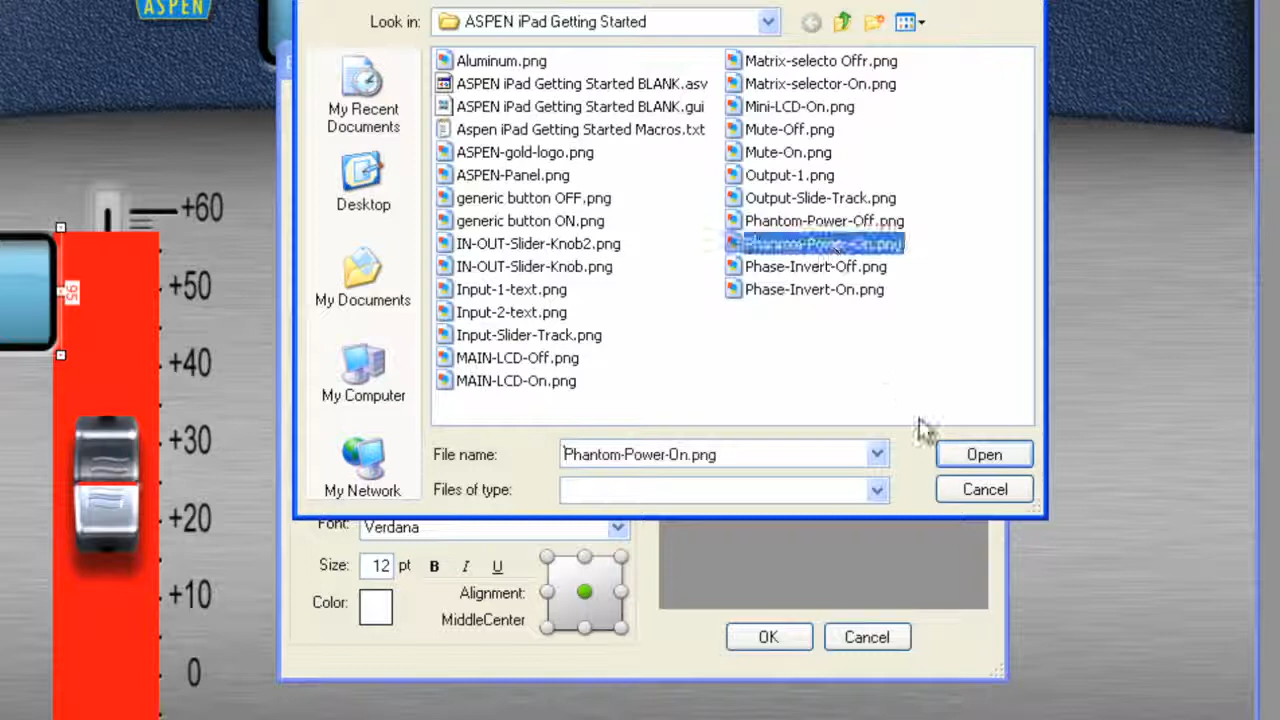 ASPEN
Look in: ASPEN iPad Getting Started
My Recent Documents
Desktop
My Documents
My Computer
My Network
Aluminum.png
ASPEN iPad Getting Started BLANK.asv
ASPEN iPad Getting Started BLANK.gui
Aspen iPad Getting Started Macros.txt
ASPEN-gold-logo.png
ASPEN-Panel.png
generic button OFF.png
generic button ON.png
IN-OUT-Slider-Knob2.png
IN-OUT-Slider-Knob.png
Input-1-text.png
Input-2-text.png
Input-Slider-Track.png
MAIN-LCD-Off.png
MAIN-LCD-On.png
Matrix-selecto Offr.png
Matrix-selector-On.png
Mini-LCD-On.png
Mute-Off.png
Mute-On.png
Output-1.png
Output-Slide-Track.png
Phantom-Power-Off.png
Phantom-Power-On.png
Phase-Invert-Off.png
Phase-Invert-On.png
File name: Phantom-Power-On.png
Open
Files of type:
Cancel
Font: Verdana
Size: 12 pt B I U
Alignment:
Color:
MiddleCenter
OK Cancel
+60
+50
+40
+30
+20
+10
0
95